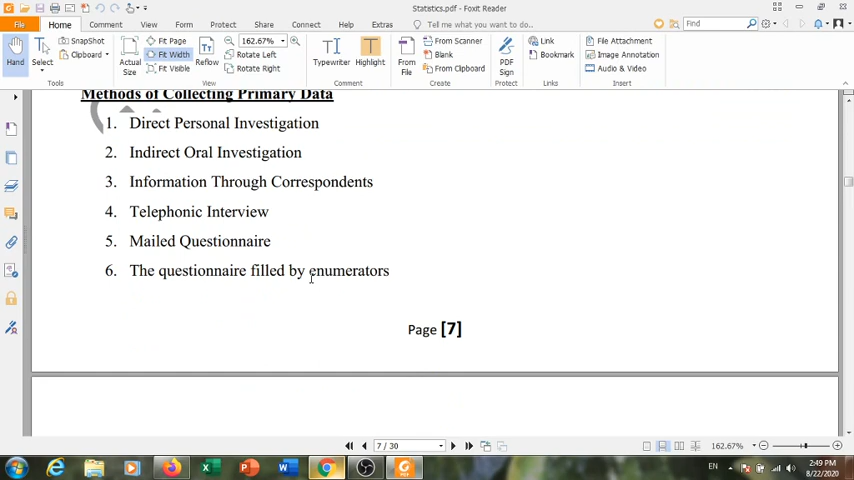 Statistics.pdf - Foxit Reader
File Home Comment View Form Protect Share Connect Help Extras Tell me what you want to do... Find
Hand
Select
SnapShot
Clipboard
Tools
Actual Size
Fit Page
Fit Width
Fit Visible
Reflow
162.67%
Rotate Left
Rotate Right
View
Typewriter
Highlight
Comment
From File
From Scanner
Blank
From Clipboard
Create
PDF Sign
Protect
Link
Bookmark
Links
File Attachment
Image Annotation
Audio & Video
Insert
Methods of Collecting Primary Data
1. Direct Personal Investigation
2. Indirect Oral Investigation
3. Information Through Correspondents
4. Telephonic Interview
5. Mailed Questionnaire
6. The questionnaire filled by enumerators
Page [7]
7 / 30
162.67%
EN
2:49 PM
8/22/2020